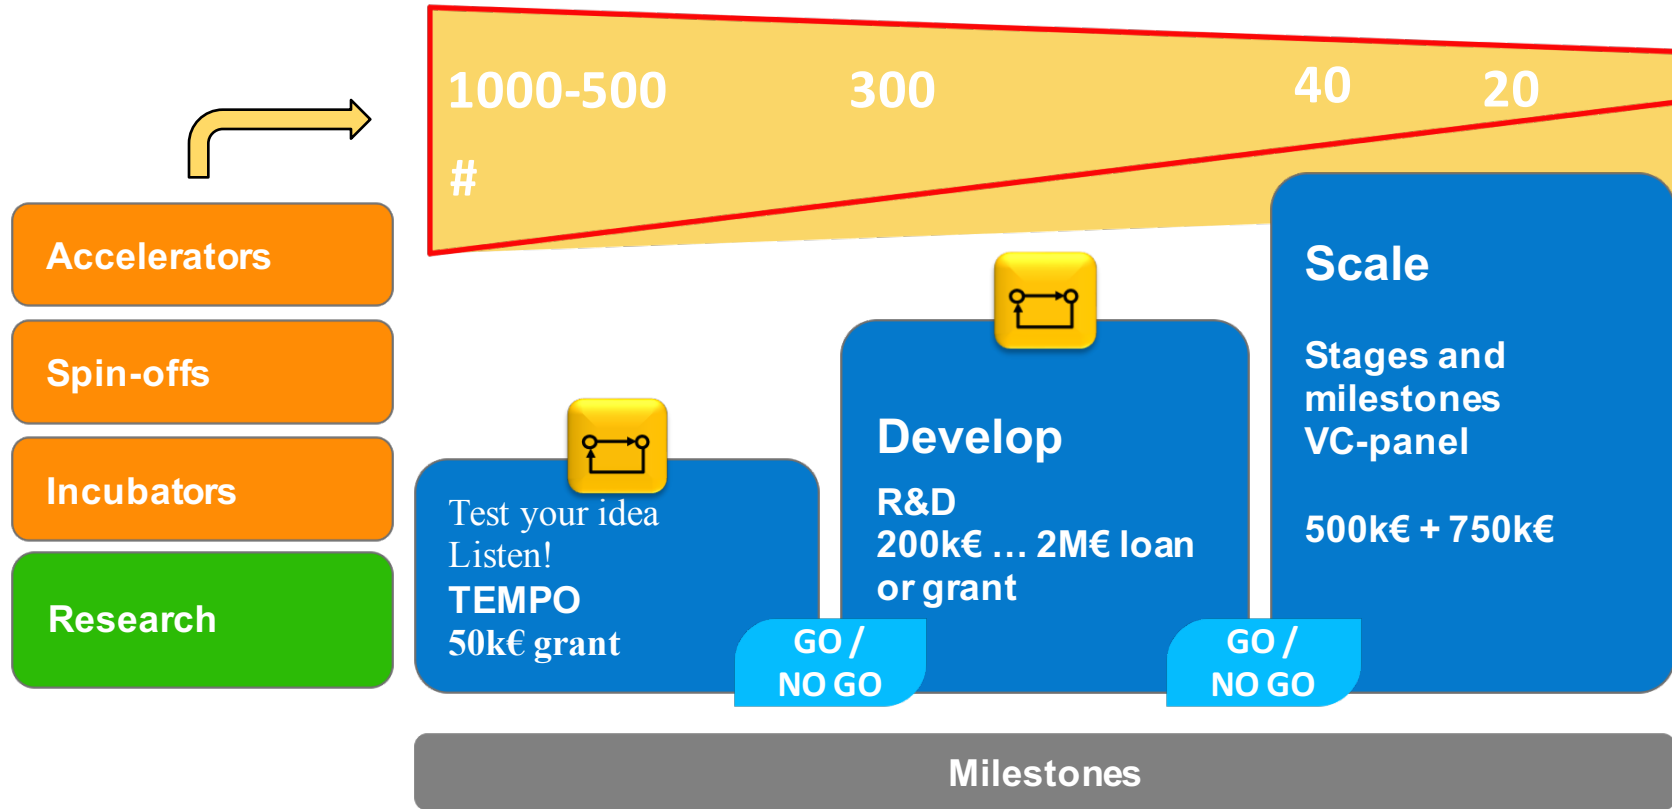 1000-500
300
40
20
#
Accelerators
Spin-offs
Incubators
Research
Test your idea
Listen!
TEMPO
50k€ grant
GO /
NO GO
Develop
R&D
200k€ ... 2M€ loan
or grant
GO /
NO GO
Scale
Stages and
milestones
VC-panel
500k€ + 750k€
Milestones